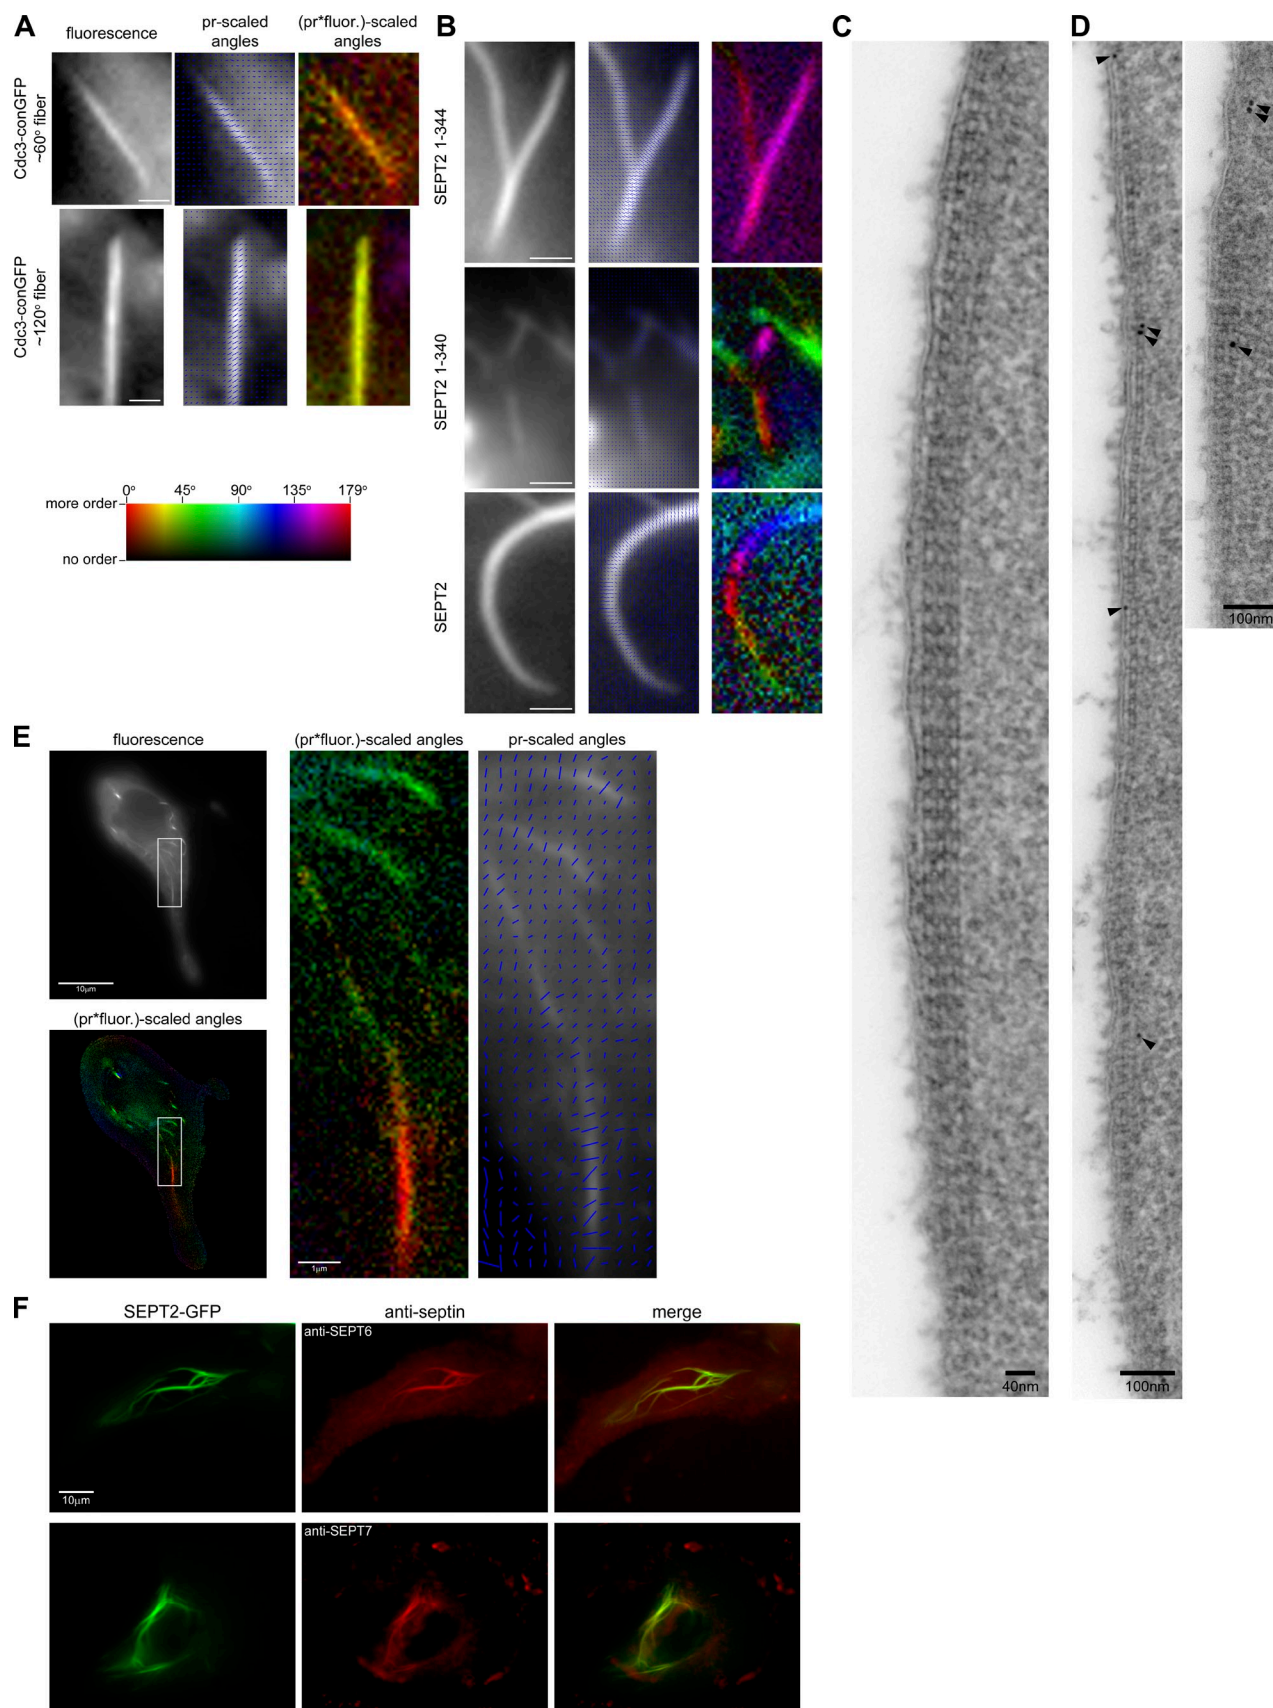 A
fluorescence
pr-scaled
angles
(pr*fluor.)-scaled
angles
Cdc3-conGFP
~60° fiber
Cdc3-conGFP
~120° fiber
0°
45°
90°
135°
179°
more order
no order
B
SEPT2 1-344
SEPT2 1-340
SEPT2
C
40nm
D
100nm
100nm
E
fluorescence
10µm
(pr*fluor.)-scaled angles
(pr*fluor.)-scaled angles
1µm
pr-scaled angles
F
SEPT2-GFP
anti-septin
merge
anti-SEPT6
10µm
anti-SEPT7